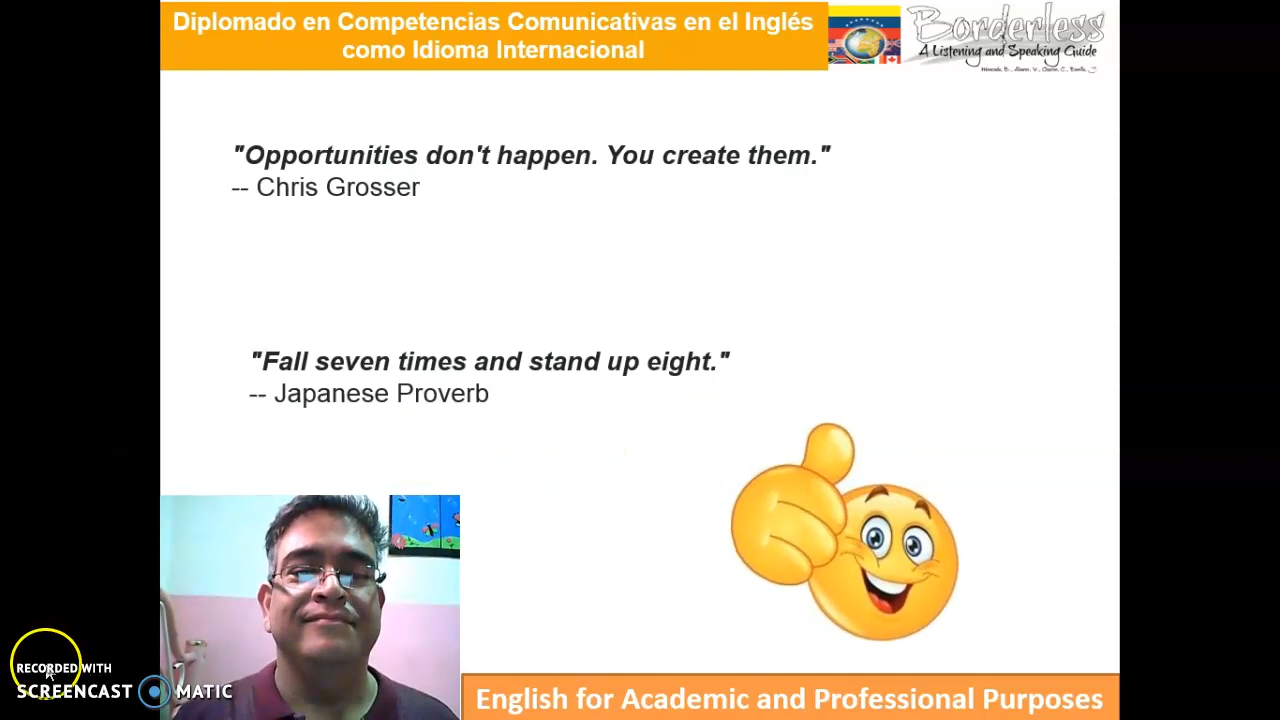 Diplomado en Competencias Comunicativas en el Inglés
como Idioma Internacional
Borderless
A Listening and Speaking Guide
"Opportunities don't happen. You create them."
-- Chris Grosser
"Fall seven times and stand up eight."
-- Japanese Proverb
RECORDED WITH
SCREENCAST MATIC
English for Academic and Professional Purposes